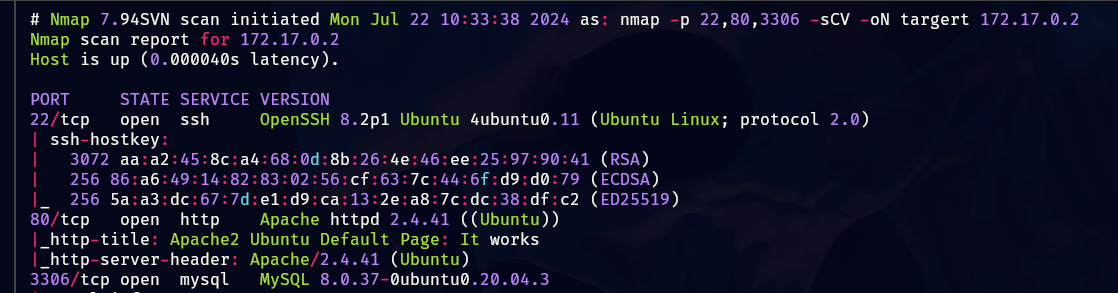 # Nmap 7.94SVN scan initiated Mon Jul 22 10:33:38 2024 as: nmap -p 22,80,3306 -sCV -oN targert 172.17.0.2
Nmap scan report for 172.17.0.2
Host is up (0.000040s latency).
PORT     STATE SERVICE VERSION
22/tcp   open  ssh     OpenSSH 8.2p1 Ubuntu 4ubuntu0.11 (Ubuntu Linux; protocol 2.0)
| ssh-hostkey:
|   3072 aa:a2:45:8c:a4:68:0d:8b:26:4e:46:ee:25:97:90:41 (RSA)
|   256 86:a6:49:14:82:83:02:56:cf:63:7c:44:6f:d9:d0:79 (ECDSA)
|_  256 5a:a3:dc:67:7d:e1:d9:ca:13:2e:a8:7c:dc:38:df:c2 (ED25519)
80/tcp   open  http    Apache httpd 2.4.41 ((Ubuntu))
|_http-title: Apache2 Ubuntu Default Page: It works
|_http-server-header: Apache/2.4.41 (Ubuntu)
3306/tcp open  mysql   MySQL 8.0.37-0ubuntu0.20.04.3